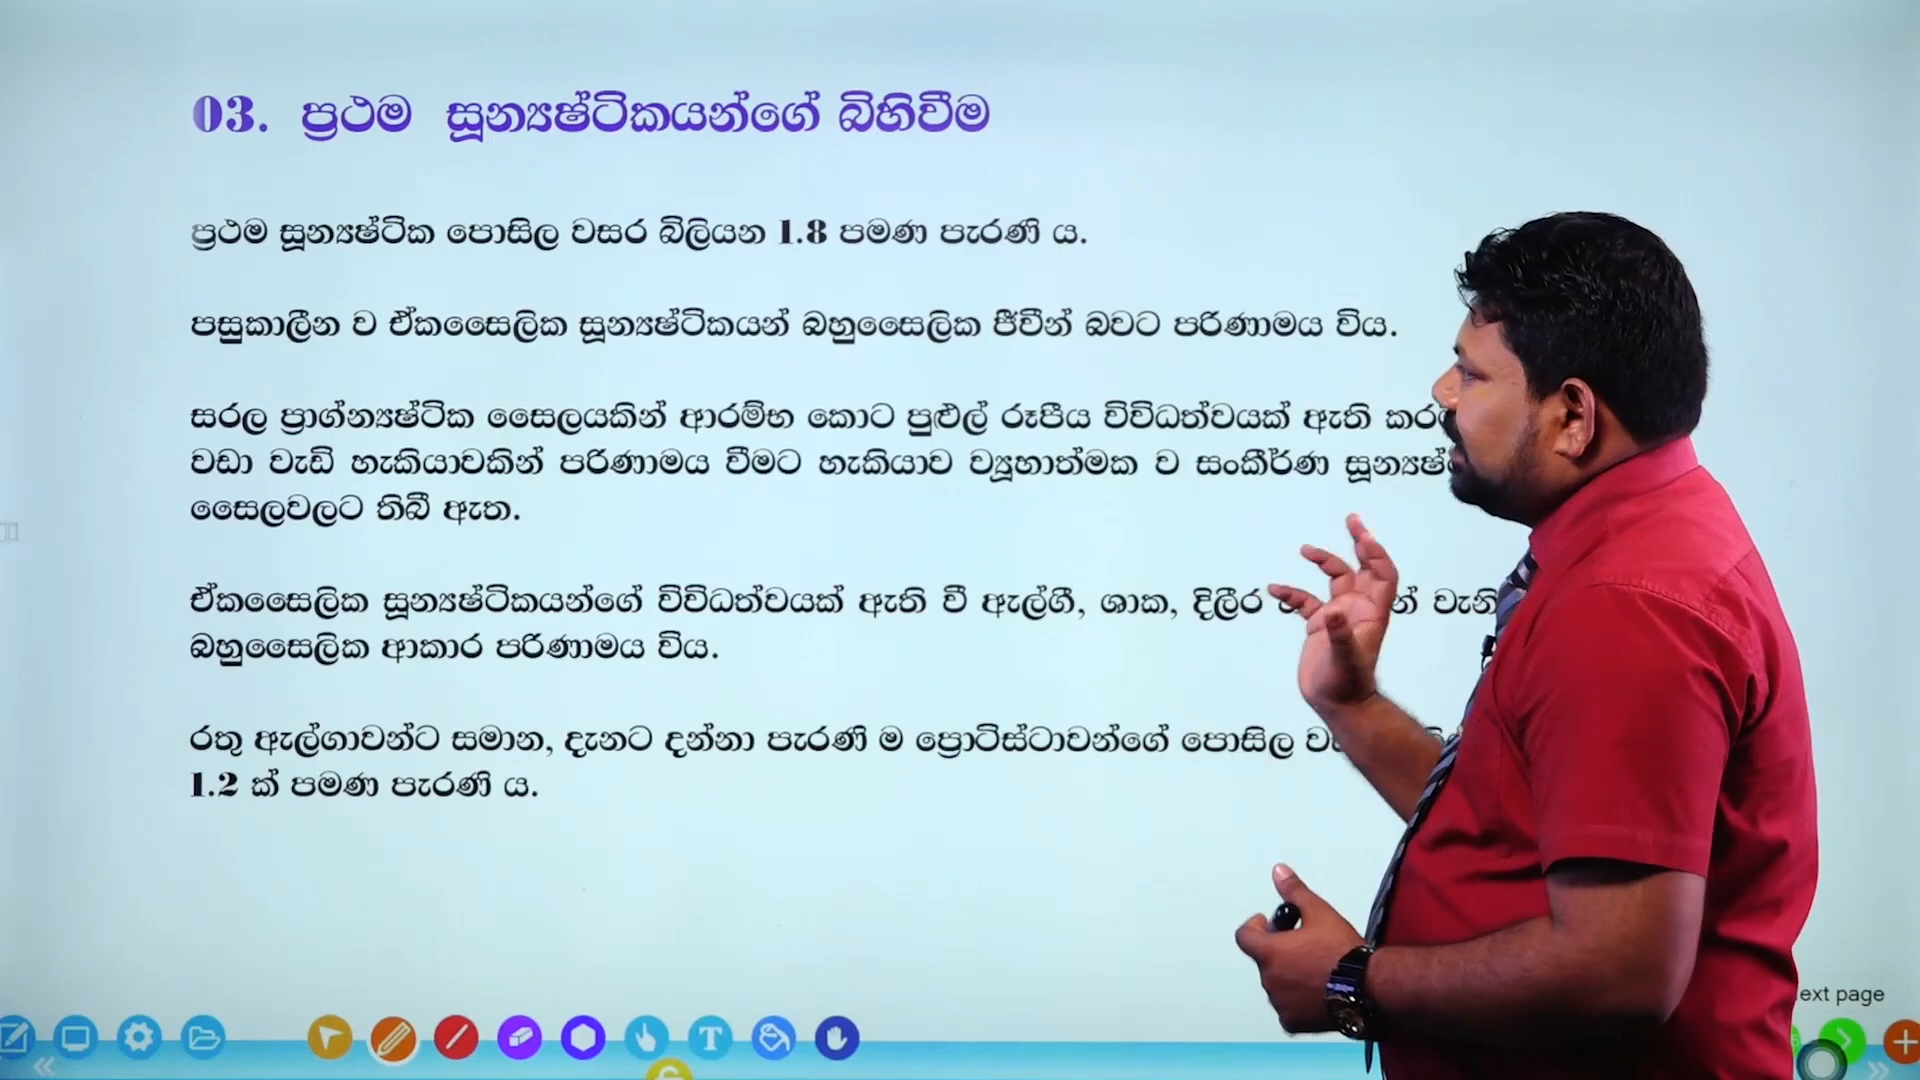 03. ප්‍රථම සූන්‍යෂ්ටිකයන්ගේ බිහිවීම
ප්‍රථම සූන්‍යෂ්ටික පොසිල වසර බිලියන 1.8 පමණ පැරණි ය.
පසුකාලීන ව ඒකසෛලික සූන්‍යෂ්ටිකයන් බහුසෛලික ජීවීන් බවට පරිණාමය විය.
සරල ප්‍රාග්න්‍යෂ්ටික සෛලයකින් ආරම්භ කොට පුළුල් රූපීය විවිධත්වයක් ඇති
වඩා වැඩි හැකියාවකින් පරිණාමය වීමට හැකියාව ව්‍යූහාත්මක ව සංකීර්ණ
සෛලවලට තිබී ඇත.
ඒකසෛලික සූන්‍යෂ්ටිකයන්ගේ විවිධත්වයක් ඇති වී ඇල්ගී, ශාක, දිලීර
බහුසෛලික ආකාර පරිණාමය විය.
රතු ඇල්ගාවන්ට සමාන, දැනට දන්නා පැරණි ම ප්‍රොටිස්ටාවන්ගේ පොසිල
1.2 ක් පමණ පැරණි ය.
page